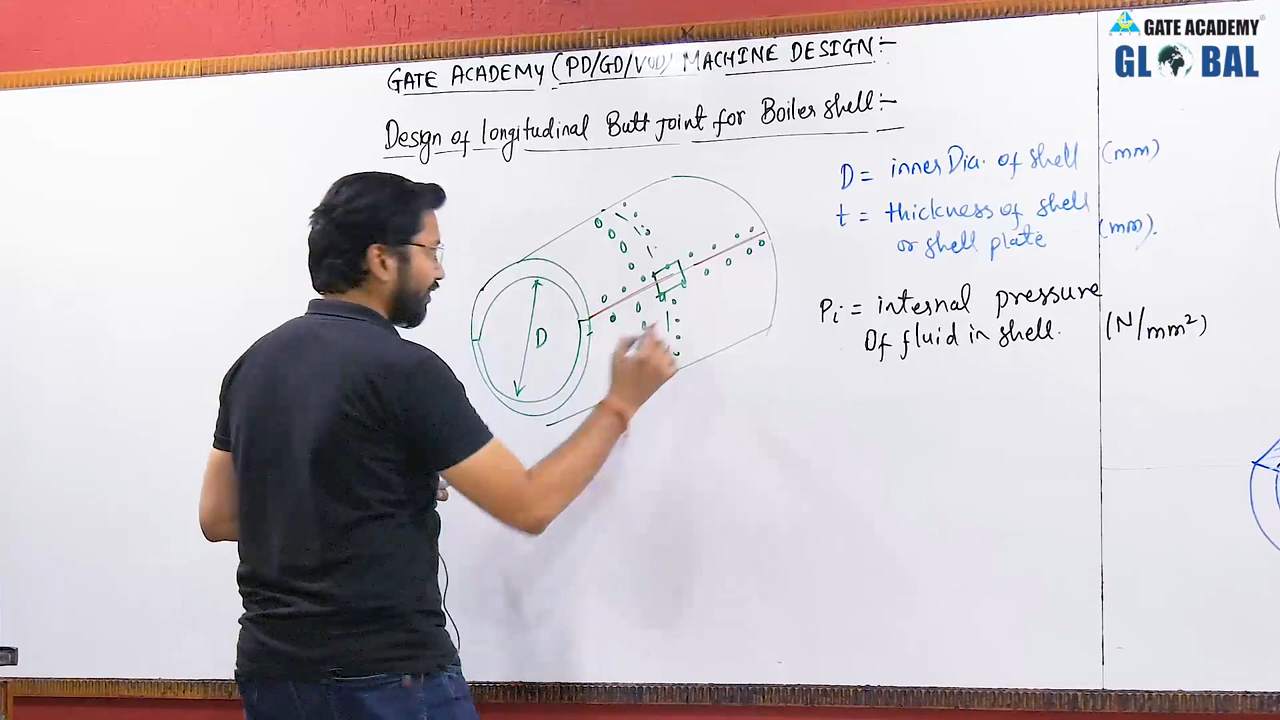 GATE ACADEMY®
GLOBAL
GATE ACADEMY (PD/GD/VOD) MACHINE DESIGN:-
Design of longitudinal Butt Joint for Boiler shell:-
D = inner Dia. of shell (mm)
t = thickness of shell
or shell plate (mm).
Pi = internal pressure
Of fluid in shell. (N/mm²)
D